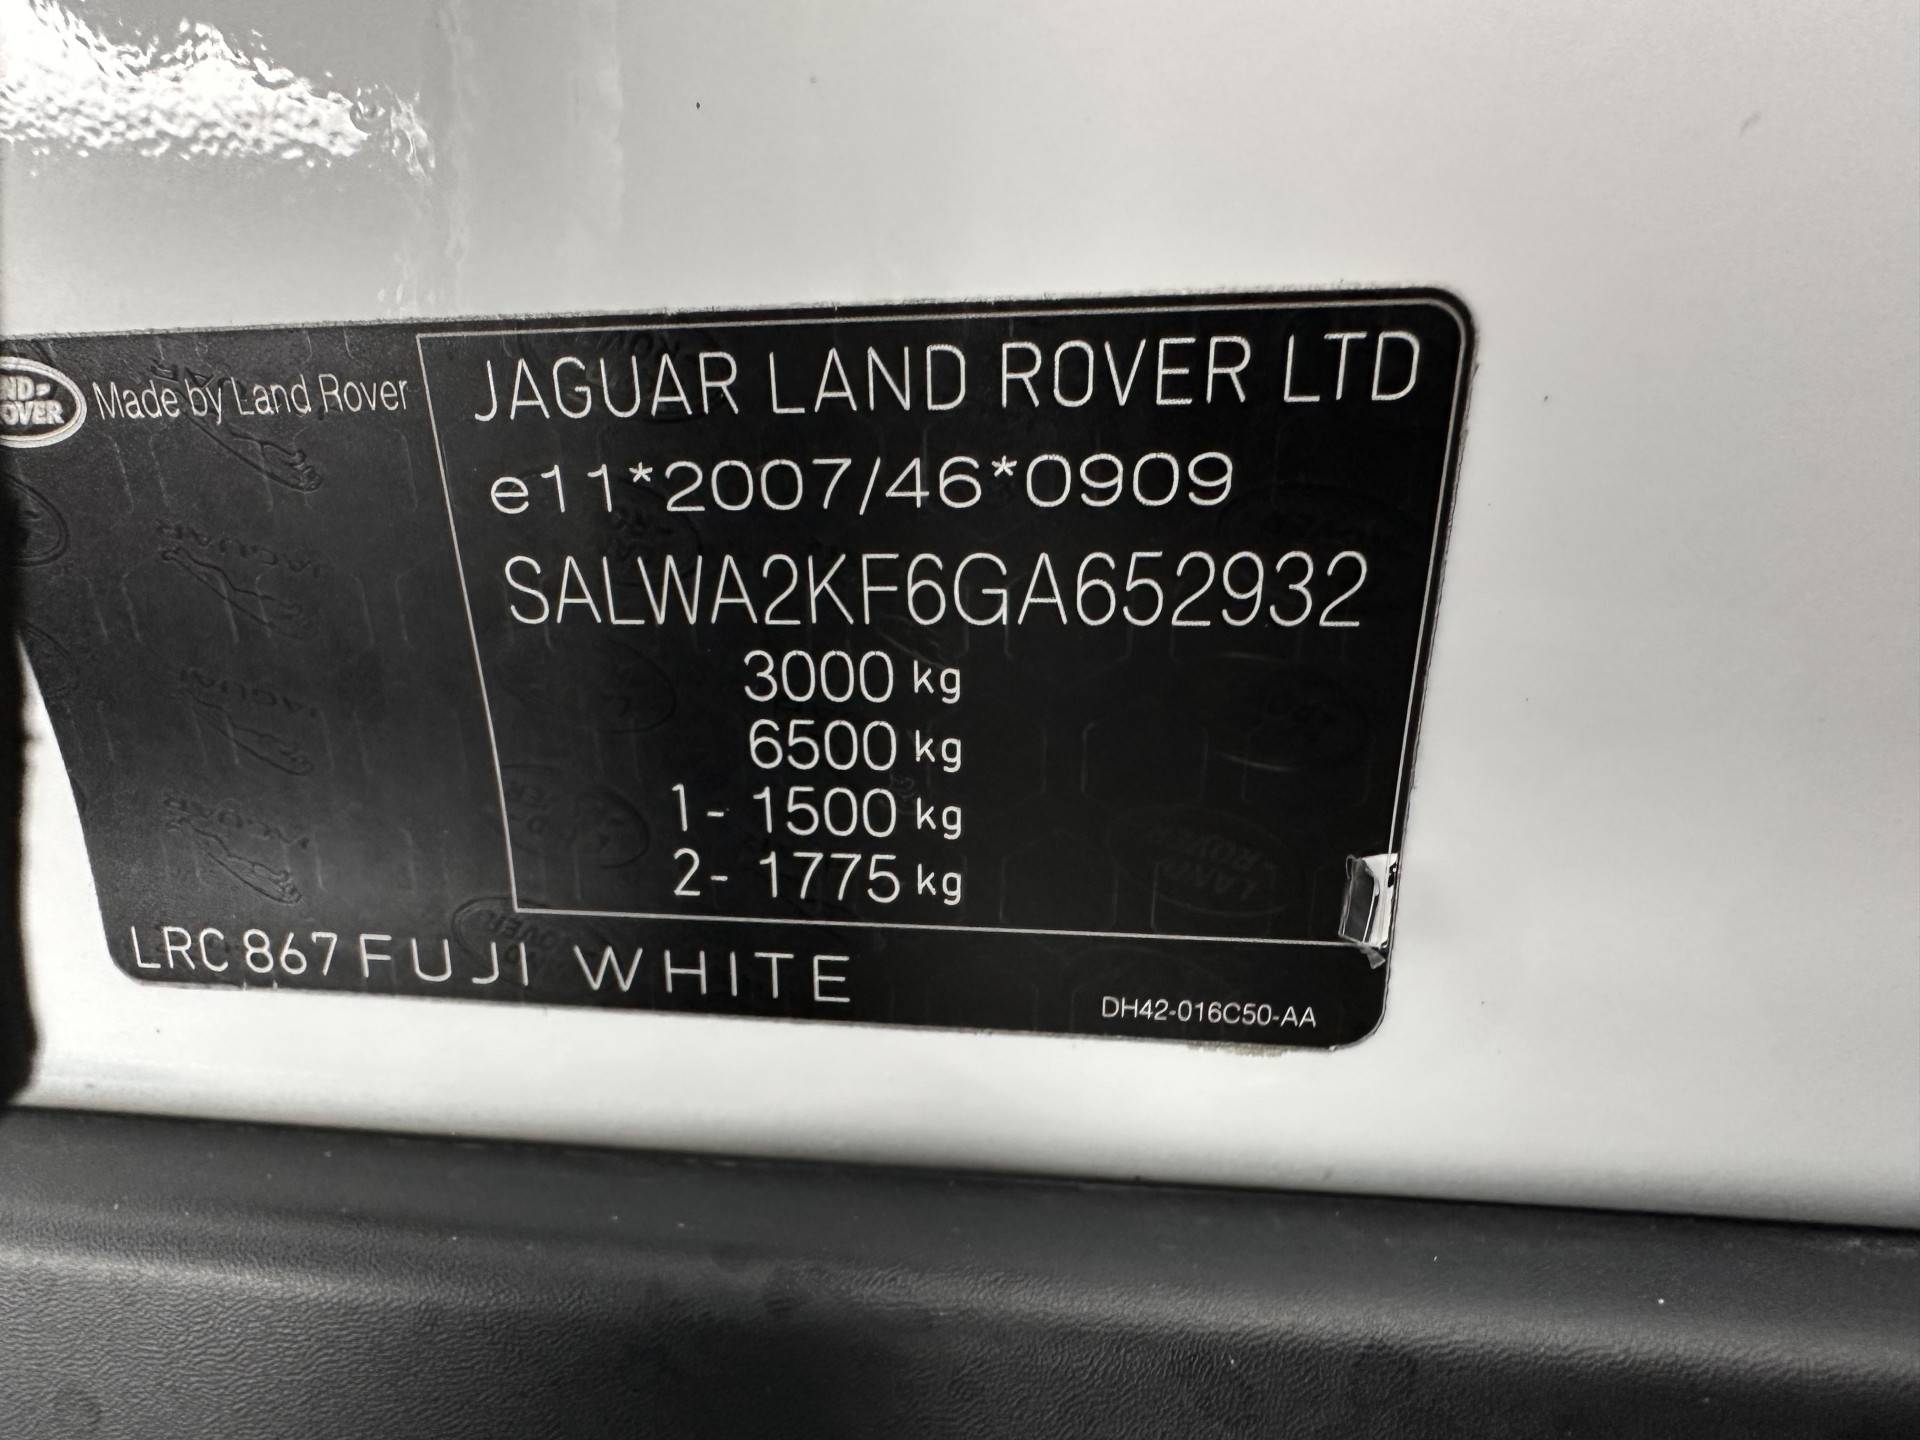 Made by Land Rover
JAGUAR LAND ROVER LTD
e11*2007/46*0909
SALWA2KF6GA652932
3000 kg
6500 kg
1- 1500 kg
2- 1775 kg
LRC 867 FUJI WHITE
DH42-016C50-AA